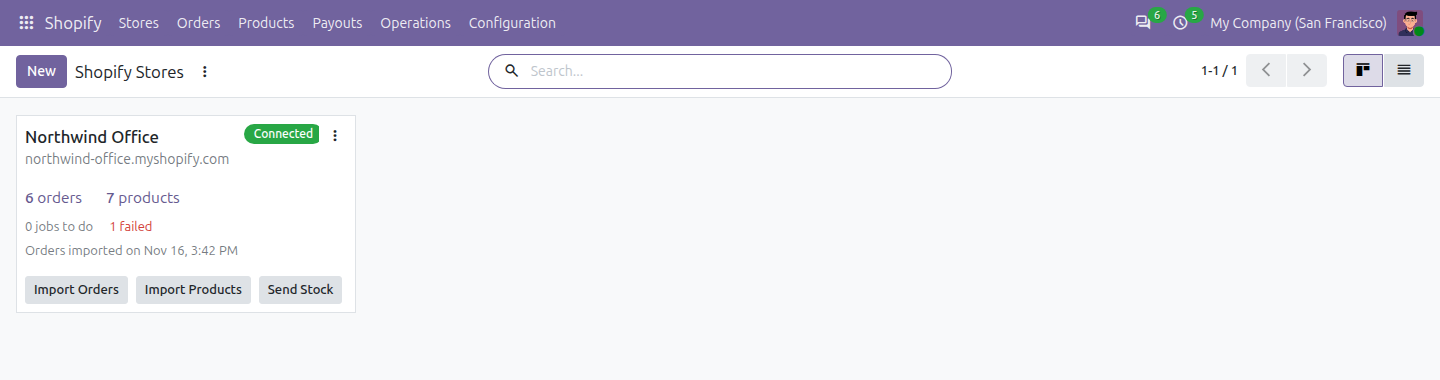 Shopify Stores Orders Products Payouts Operations Configuration 6 5 My Company (San Francisco)
New Shopify Stores Search... 1-1 / 1
Northwind Office Connected
northwind-office.myshopify.com
6 orders 7 products
0 jobs to do 1 failed
Orders imported on Nov 16, 3:42 PM
Import Orders Import Products Send Stock